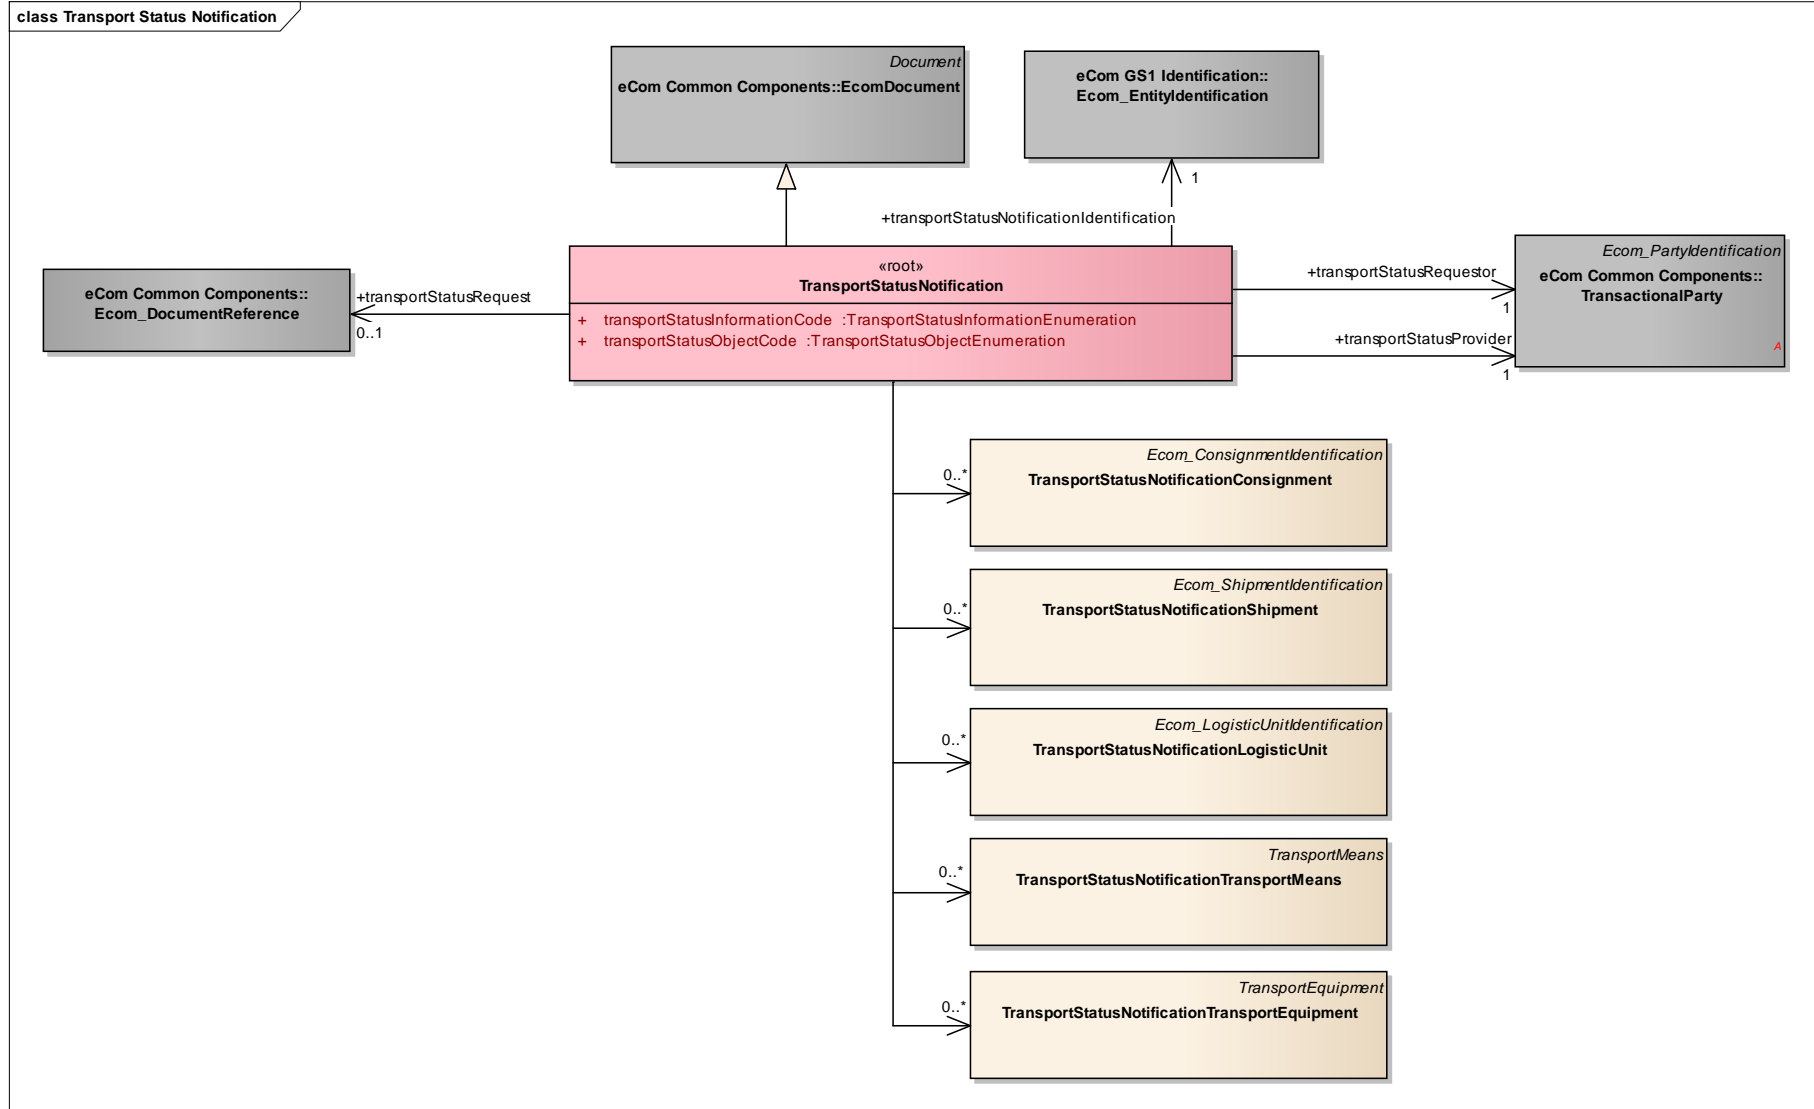 class Transport Status Notification
Document
eCom Common Components::EcomDocument
eCom GS1 Identification::
Ecom_EntityIdentification
1
+transportStatusNotificationIdentification
eCom Common Components::
Ecom_DocumentReference
+transportStatusRequest
0..1
«root»
TransportStatusNotification
+ transportStatusInformationCode :TransportStatusInformationEnumeration
+ transportStatusObjectCode :TransportStatusObjectEnumeration
+transportStatusRequestor
1
+transportStatusProvider
1
Ecom_PartyIdentification
eCom Common Components::
TransactionalParty
A
0..*
Ecom_ConsignmentIdentification
TransportStatusNotificationConsignment
0..*
Ecom_ShipmentIdentification
TransportStatusNotificationShipment
0..*
Ecom_LogisticUnitIdentification
TransportStatusNotificationLogisticUnit
0..*
TransportMeans
TransportStatusNotificationTransportMeans
0..*
TransportEquipment
TransportStatusNotificationTransportEquipment